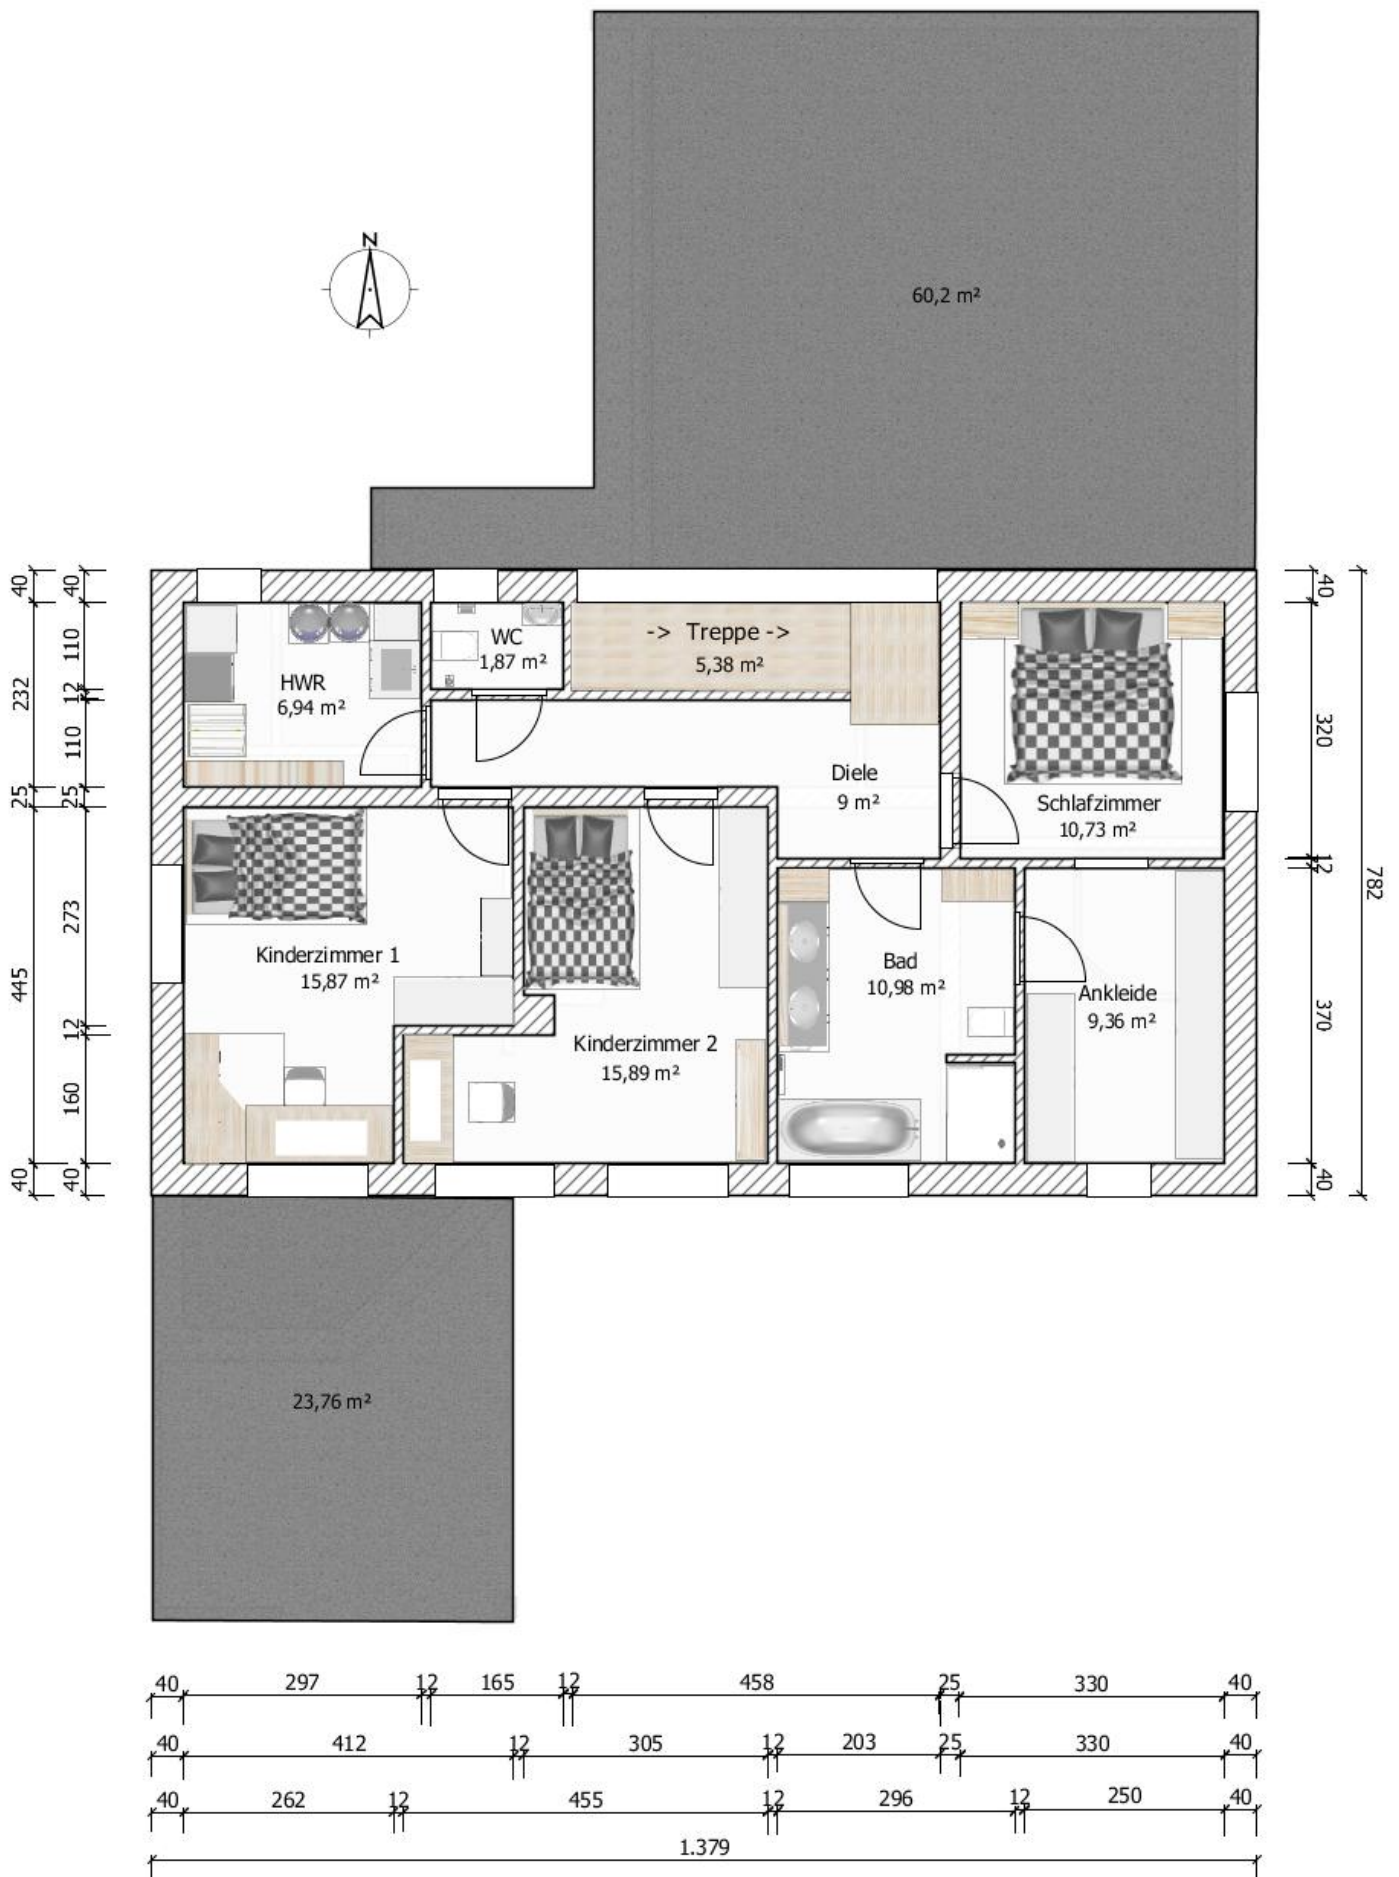 N
60,2 m²
40
40
110
232
12
110
25
25
273
445
12
160
40
40
-> Treppe ->
5,38 m²
WC
1,87 m²
HWR
6,94 m²
Diele
9 m²
Schlafzimmer
10,73 m²
Kinderzimmer 1
15,87 m²
Kinderzimmer 2
15,89 m²
Bad
10,98 m²
Ankleide
9,36 m²
40
320
12
782
370
40
23,76 m²
40 297 12 165 12 458 25 330 40
40 412 12 305 12 203 25 330 40
40 262 12 455 12 296 12 250 40
1.379